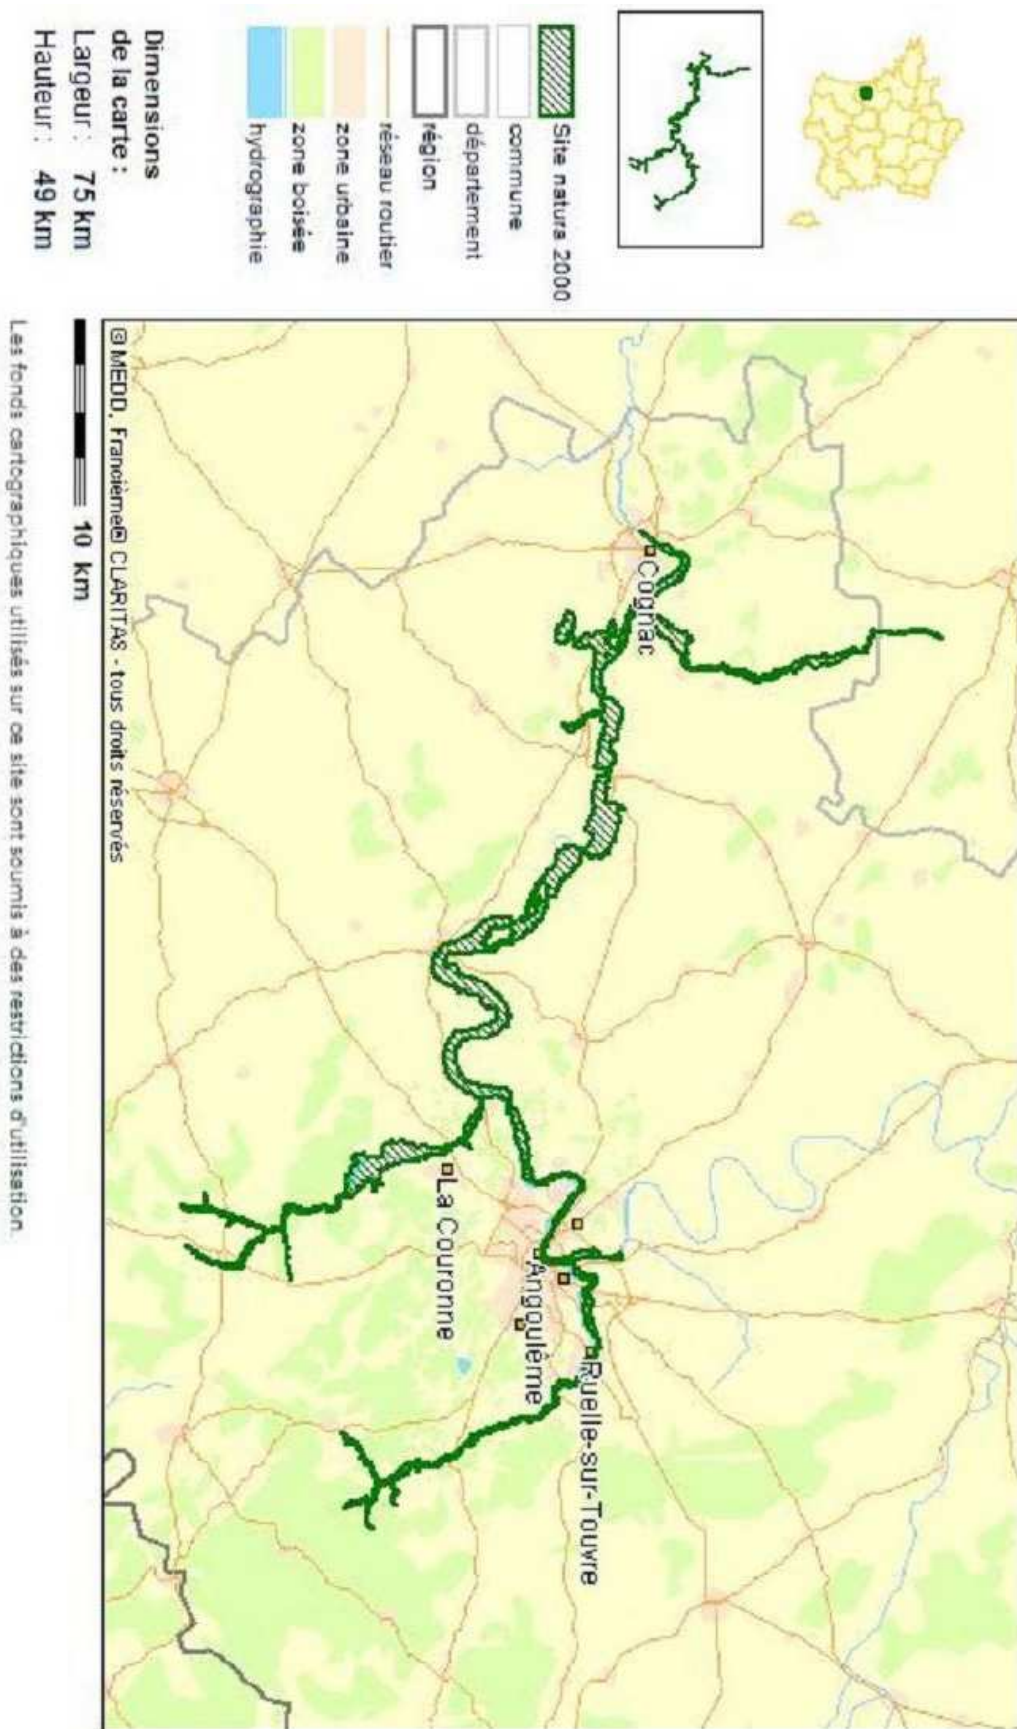 Site natura 2000
commune
département
région
réseau routier
zone urbaine
zone boisée
hydrographie
Dimensions
de la carte :
Largeur : 75 km
Hauteur : 49 km
Cognac
La Couronne
Angoulême
Ruelle-sur-Touvre
© MEDD, Francième® CLARITAS - tous droits réservés
10 km
Les fonds cartographiques utilisés sur ce site sont soumis à des restrictions d'utilisation.